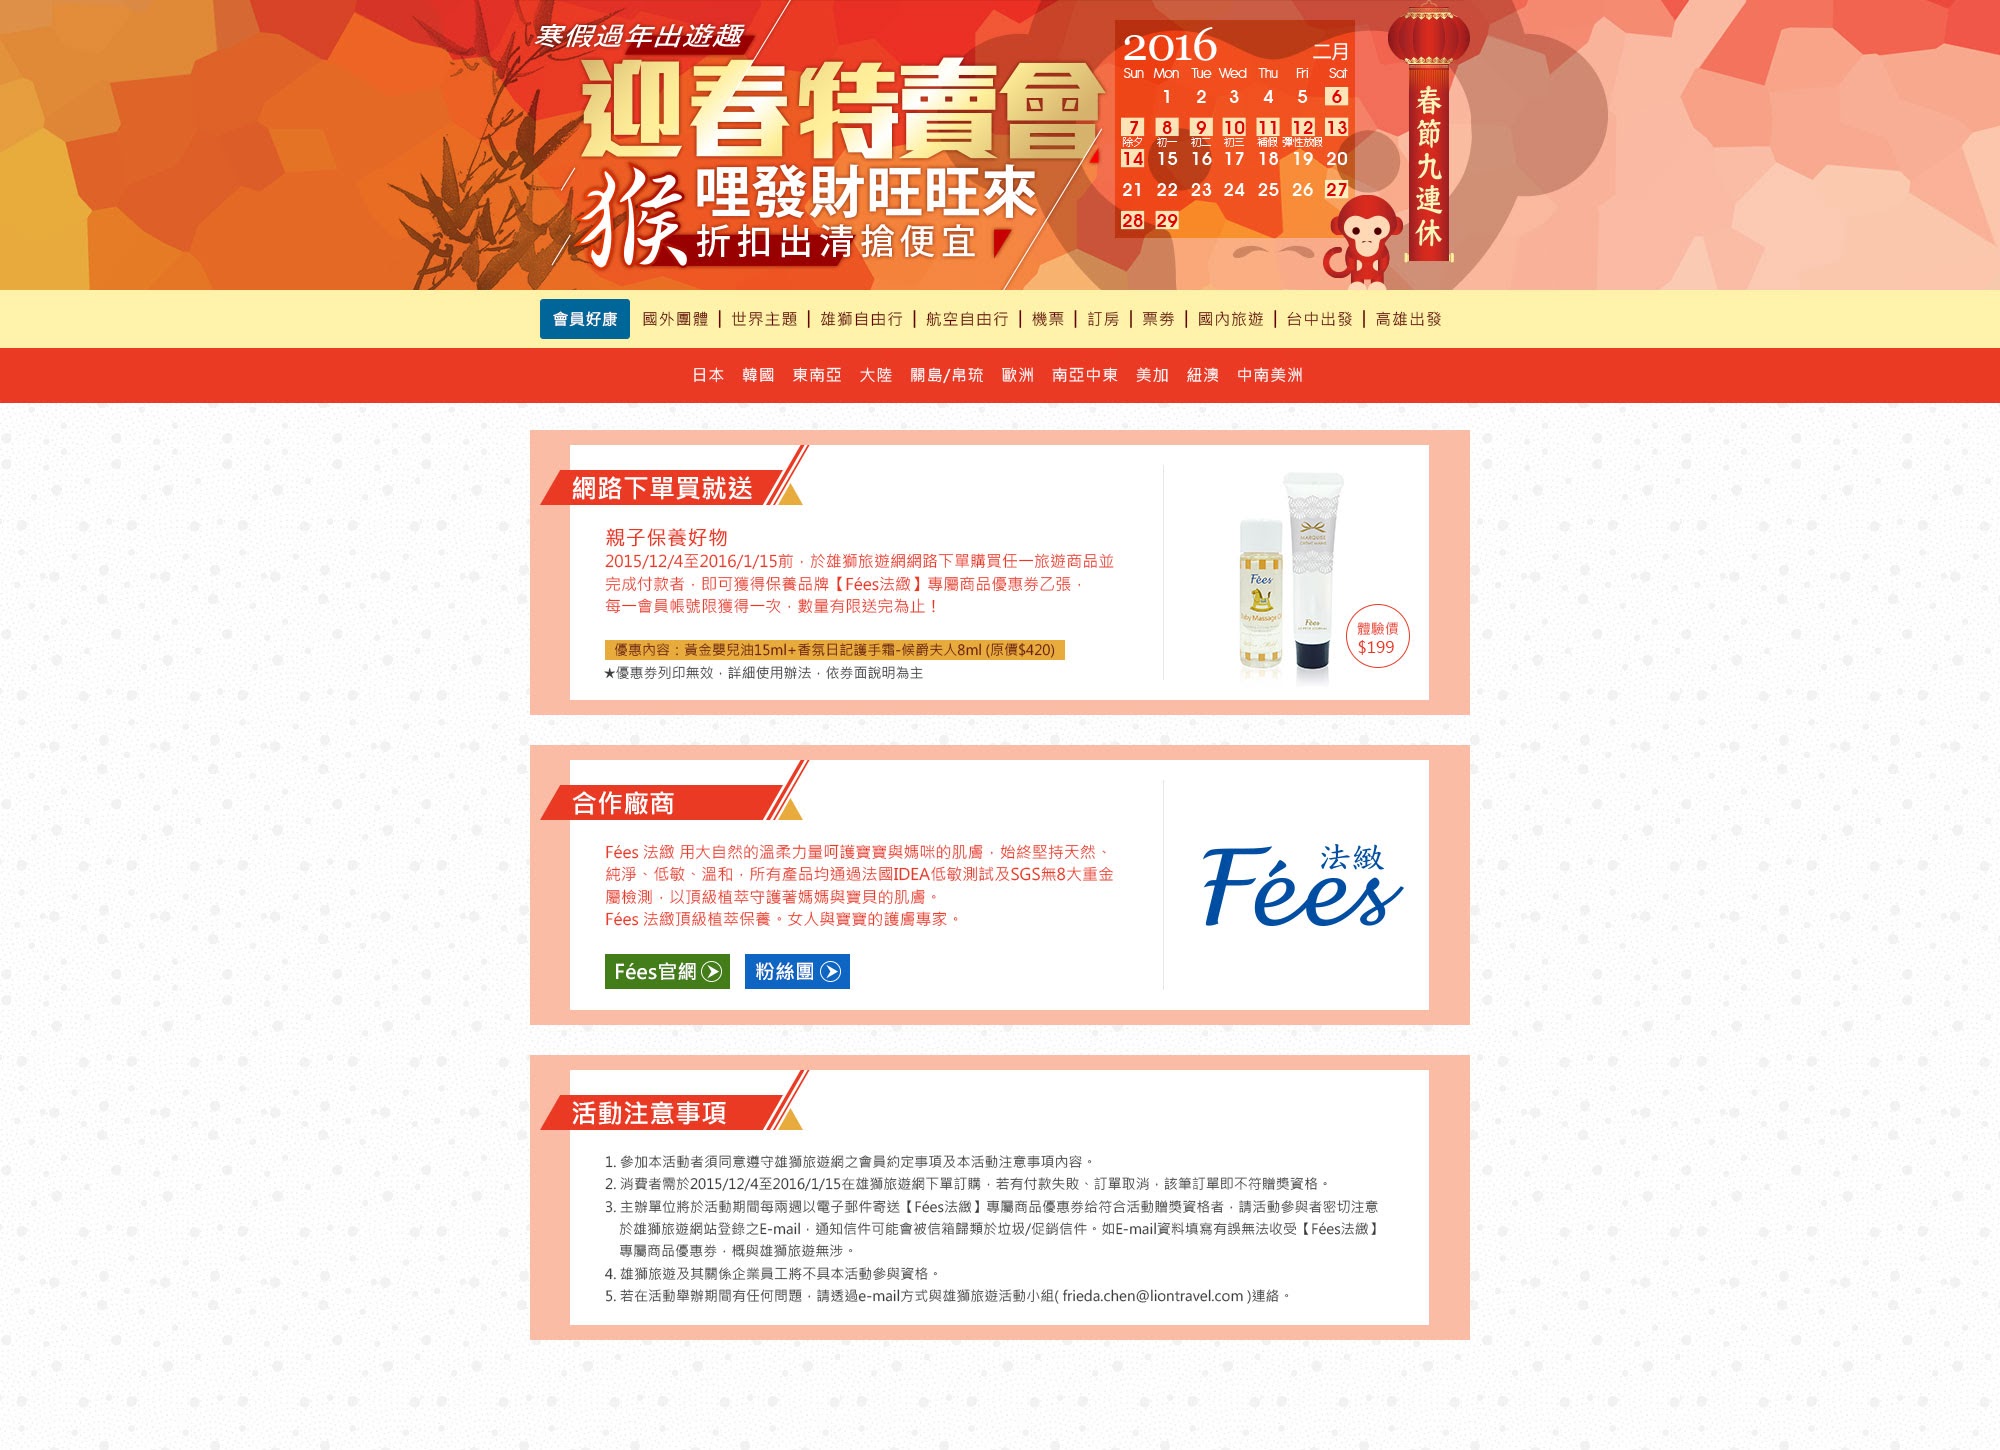 寒假過年出遊趣
迎春特賣會
猴哩發財旺旺來
折扣出清搶便宜
2016 二月
Sun Mon Tue Wed Thu Fri Sat
1 2 3 4 5 6
7 8 9 10 11 12 13
除夕 初一 初二 初三 補假 彈性放假
14 15 16 17 18 19 20
21 22 23 24 25 26 27
28 29
春節九連休
會員好康 國外團體 | 世界主題 | 雄獅自由行 | 航空自由行 | 機票 | 訂房 | 票券 | 國內旅遊 | 台中出發 | 高雄出發
日本 韓國 東南亞 大陸 關島/帛琉 歐洲 南亞中東 美加 紐澳 中南美洲
網路下單買就送
親子保養好物
2015/12/4至2016/1/15前，於雄獅旅遊網網路下單購買任一旅遊商品並
完成付款者，即可獲得保養品牌【Fées法緻】專屬商品優惠券乙張，
每一會員帳號限獲得一次，數量有限送完為止！
優惠內容：黃金嬰兒油15ml+香氛日記護手霜-候爵夫人8ml (原價$420)
★優惠券列印無效，詳細使用辦法，依券面說明為主
Fées
體驗價
$199
合作廠商
Fées 法緻 用大自然的溫柔力量呵護寶寶與媽咪的肌膚，始終堅持天然、
純淨、低敏、溫和，所有產品均通過法國IDEA低敏測試及SGS無8大重金
屬檢測，以頂級植萃守護著媽媽與寶貝的肌膚。
Fées 法緻頂級植萃保養。女人與寶寶的護膚專家。
Fées官網 粉絲團
法緻
Fées
活動注意事項
1. 參加本活動者須同意遵守雄獅旅遊網之會員約定事項及本活動注意事項內容。
2. 消費者需於2015/12/4至2016/1/15在雄獅旅遊網下單訂購，若有付款失敗、訂單取消，該筆訂單即不符贈獎資格。
3. 主辦單位將於活動期間每兩週以電子郵件寄送【Fées法緻】專屬商品優惠券给符合活動贈獎資格者，請活動參與者密切注意
於雄獅旅遊網站登錄之E-mail，通知信件可能會被信箱歸類於垃圾/促銷信件。如E-mail資料填寫有誤無法收受【Fées法緻】
專屬商品優惠券，概與雄獅旅遊無涉。
4. 雄獅旅遊及其關係企業員工將不具本活動參與資格。
5. 若在活動舉辦期間有任何問題，請透過e-mail方式與雄獅旅遊活動小組( frieda.chen@liontravel.com )連絡。